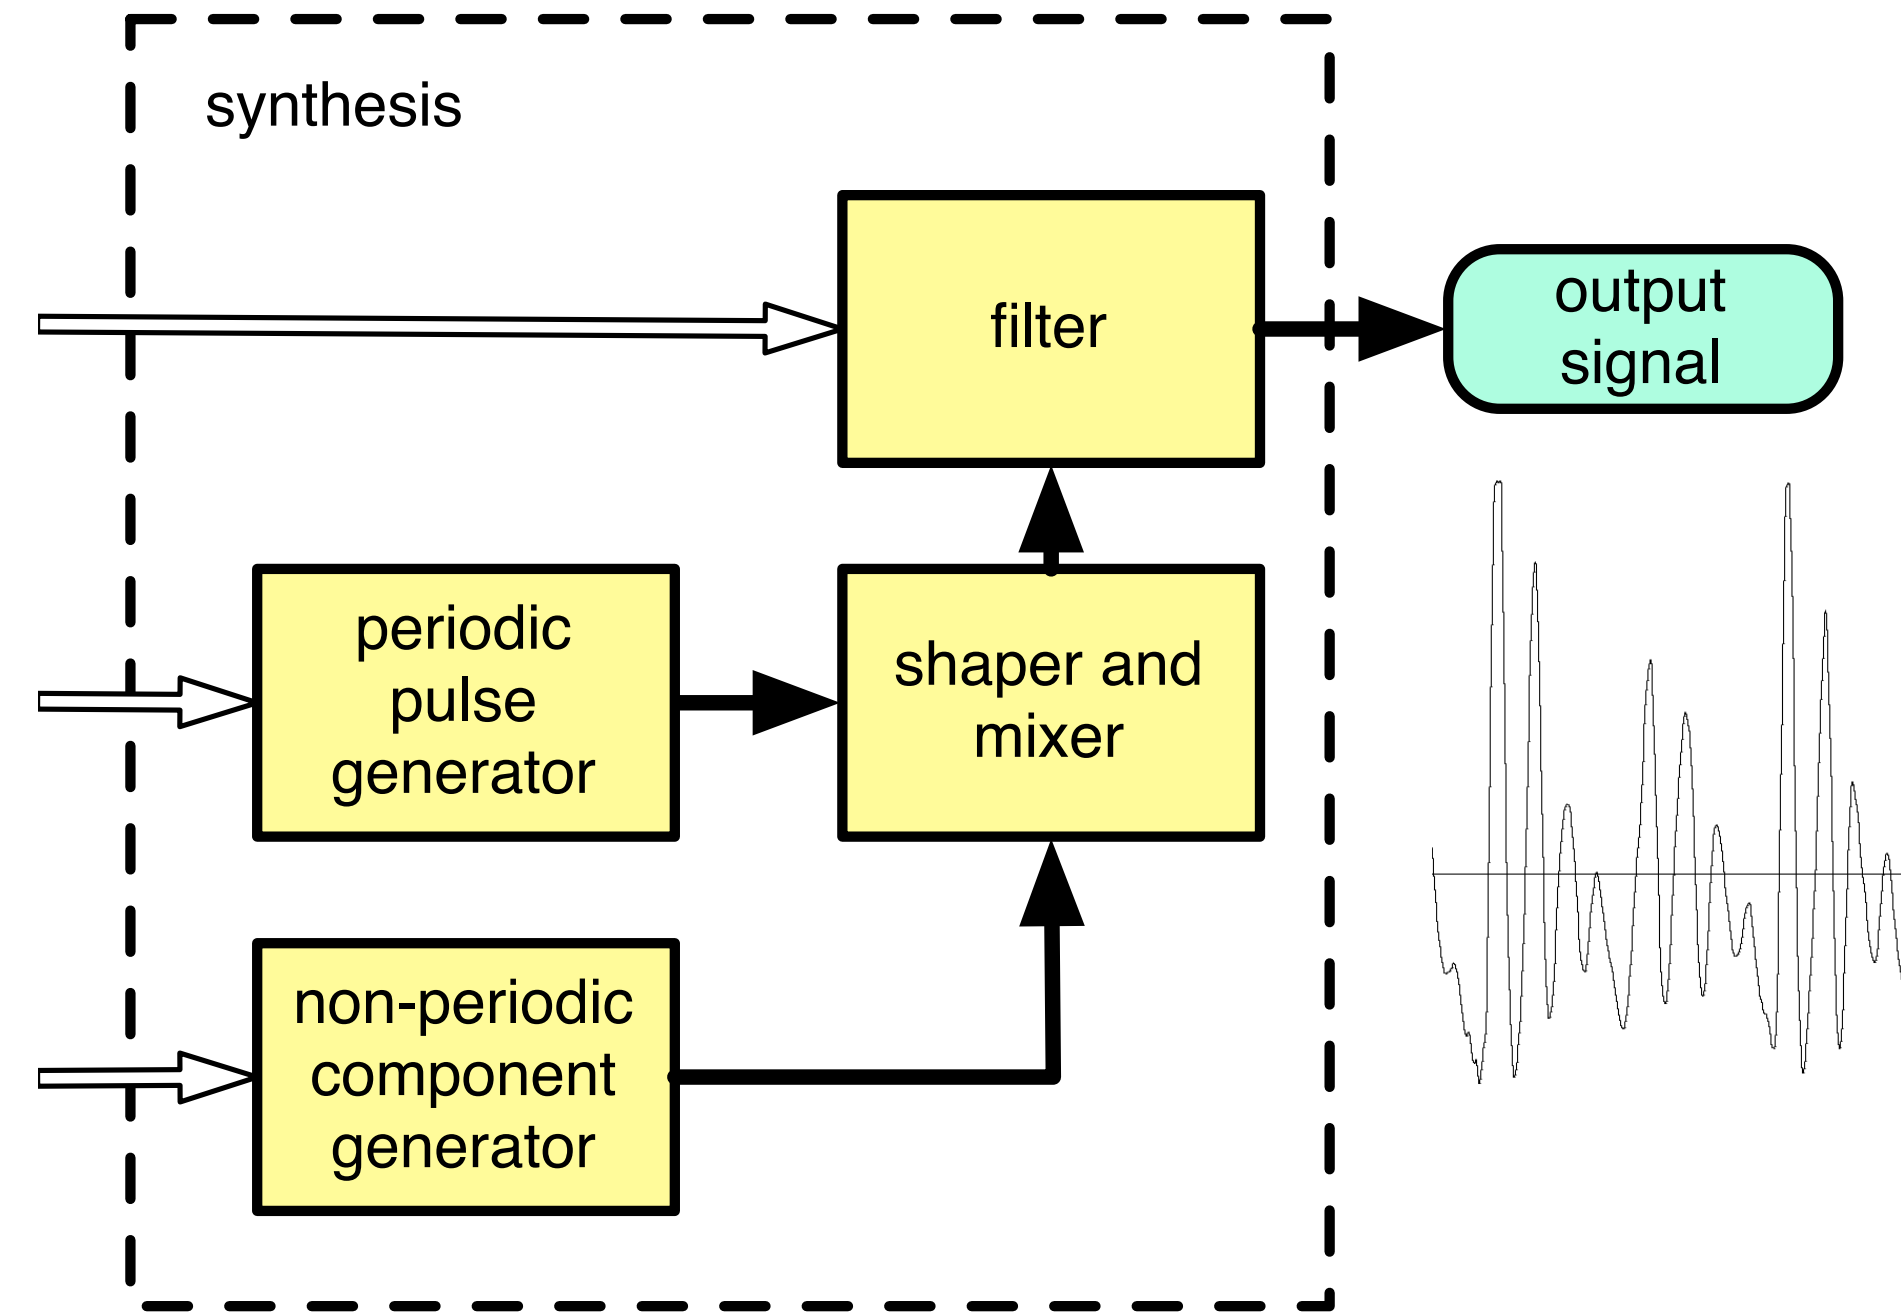 synthesis
filter
output
signal
periodic
pulse
generator
shaper and
mixer
non-periodic
component
generator